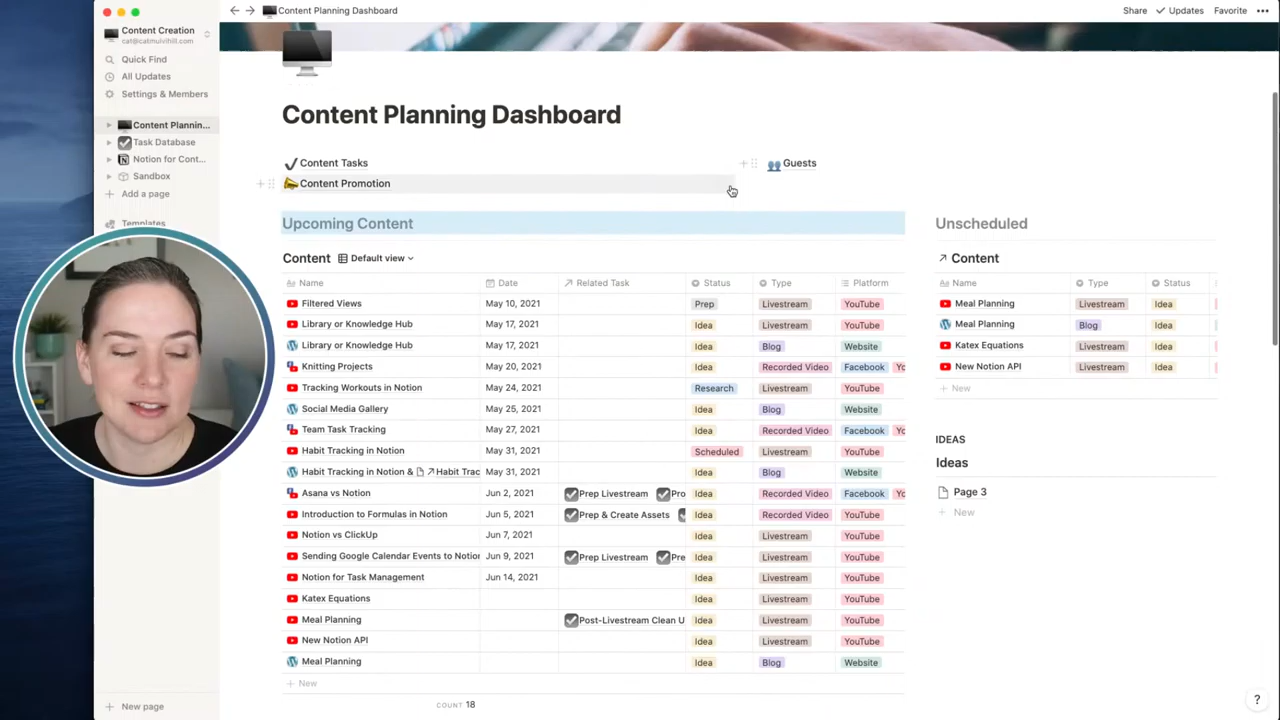 Content Planning Dashboard
Share Updates Favorite •••
Content Creation
cat@catmulvihill.com
Quick Find
All Updates
Settings & Members
Content Plannin...
Task Database
Notion for Cont...
Sandbox
+ Add a page
Templates
+ New page
Content Planning Dashboard
Content Tasks
Guests
Content Promotion
Upcoming Content
Content Default view
Name Date Related Task Status Type Platform
Filtered Views May 10, 2021 Prep Livestream YouTube
Library or Knowledge Hub May 17, 2021 Idea Livestream YouTube
Library or Knowledge Hub May 17, 2021 Idea Blog Website
Knitting Projects May 20, 2021 Idea Recorded Video Facebook Yo
Tracking Workouts in Notion May 24, 2021 Research Livestream YouTube
Social Media Gallery May 25, 2021 Idea Blog Website
Team Task Tracking May 27, 2021 Idea Recorded Video Facebook
Habit Tracking in Notion May 31, 2021 Scheduled Livestream YouTube
Habit Tracking in Notion & Habit Trac May 31, 2021 Idea Blog Website
Asana vs Notion Jun 2, 2021 Prep Livestream Pro Idea Recorded Video Facebook Yo
Introduction to Formulas in Notion Jun 5, 2021 Prep & Create Assets Idea Recorded Video YouTube
Notion vs ClickUp Jun 7, 2021 Idea Livestream YouTube
Sending Google Calendar Events to Notion Jun 9, 2021 Prep Livestream Pre Idea Livestream YouTube
Notion for Task Management Jun 14, 2021 Idea Livestream YouTube
Katex Equations Idea Livestream YouTube
Meal Planning Post-Livestream Clean U Idea Livestream YouTube
New Notion API Idea Livestream YouTube
Meal Planning Idea Blog Website
+ New
COUNT 18
Unscheduled
Content
Name Type Status
Meal Planning Livestream Idea
Meal Planning Blog Idea
Katex Equations Livestream Idea
New Notion API Livestream Idea
+ New
IDEAS
Ideas
Page 3
+ New
?